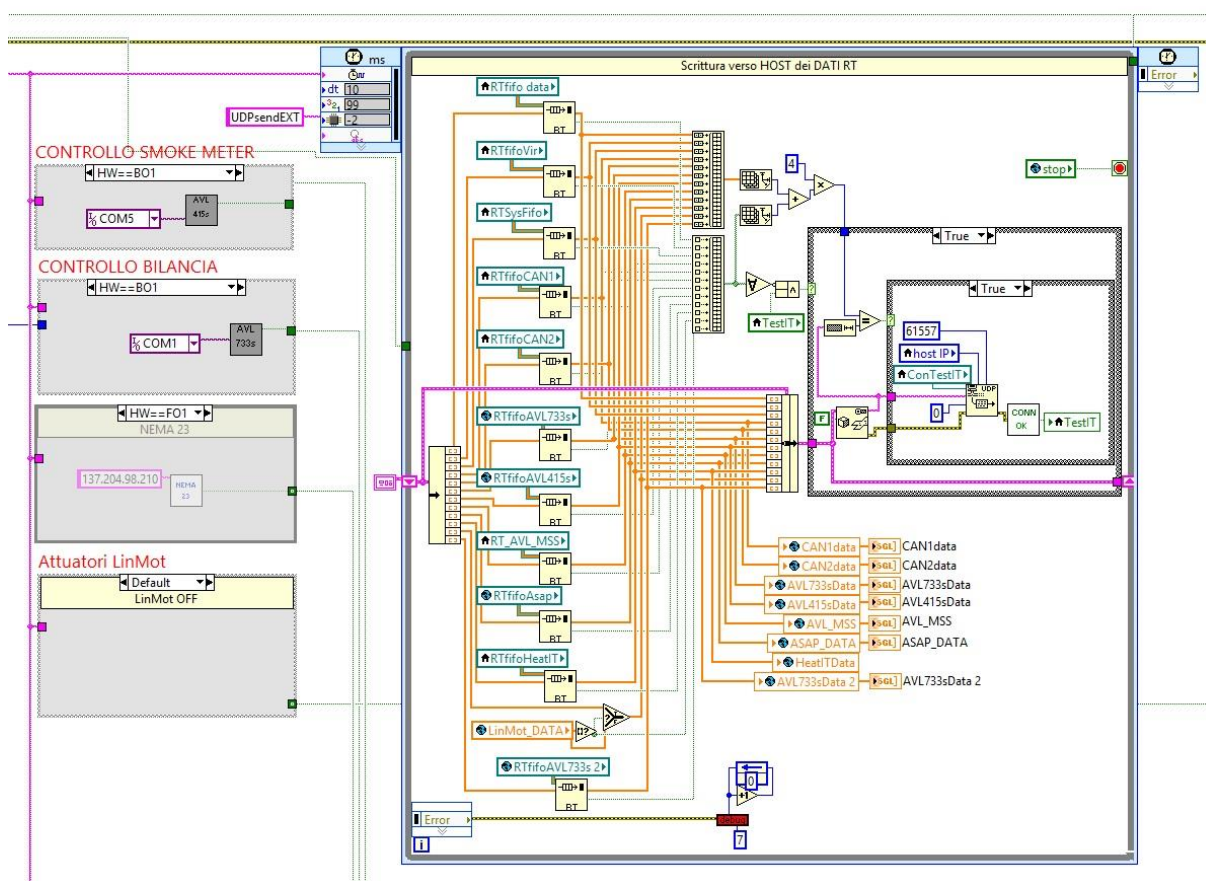 ms
dt 10
99
-2
UDPsendEXT
Scrittura verso HOST dei DATI RT
Error
CONTROLLO SMOKE METER
HW==BO1
COM5
AVL
415s
CONTROLLO BILANCIA
HW==BO1
COM1
AVL
733s
HW==FO1
NEMA 23
137.204.98.210
NEMA
23
Attuatori LinMot
Default
LinMot OFF
RTfifo data
RT
RTfifoVir
RT
RTSysFifo
RT
RTfifoCAN1
RT
RTfifoCAN2
RT
RTfifoAVL733s
RT
RTfifoAVL415s
RT
RT_AVL_MSS
RT
RTfifoAsap
RT
RTfifoHeatIT
RT
LinMot_DATA
RTfifoAVL733s 2
RT
4
stop
True
True
TestIT
61557
host IP
ConTestIT
UDP
0
F
CONN
OK
TestIT
CAN1data SGL CAN1data
CAN2data SGL CAN2data
AVL733sData SGL AVL733sData
AVL415sData SGL AVL415sData
AVL_MSS SGL AVL_MSS
ASAP_DATA SGL ASAP_DATA
HeatITData
AVL733sData 2 SGL AVL733sData 2
0
+1
Error
debug
7
i